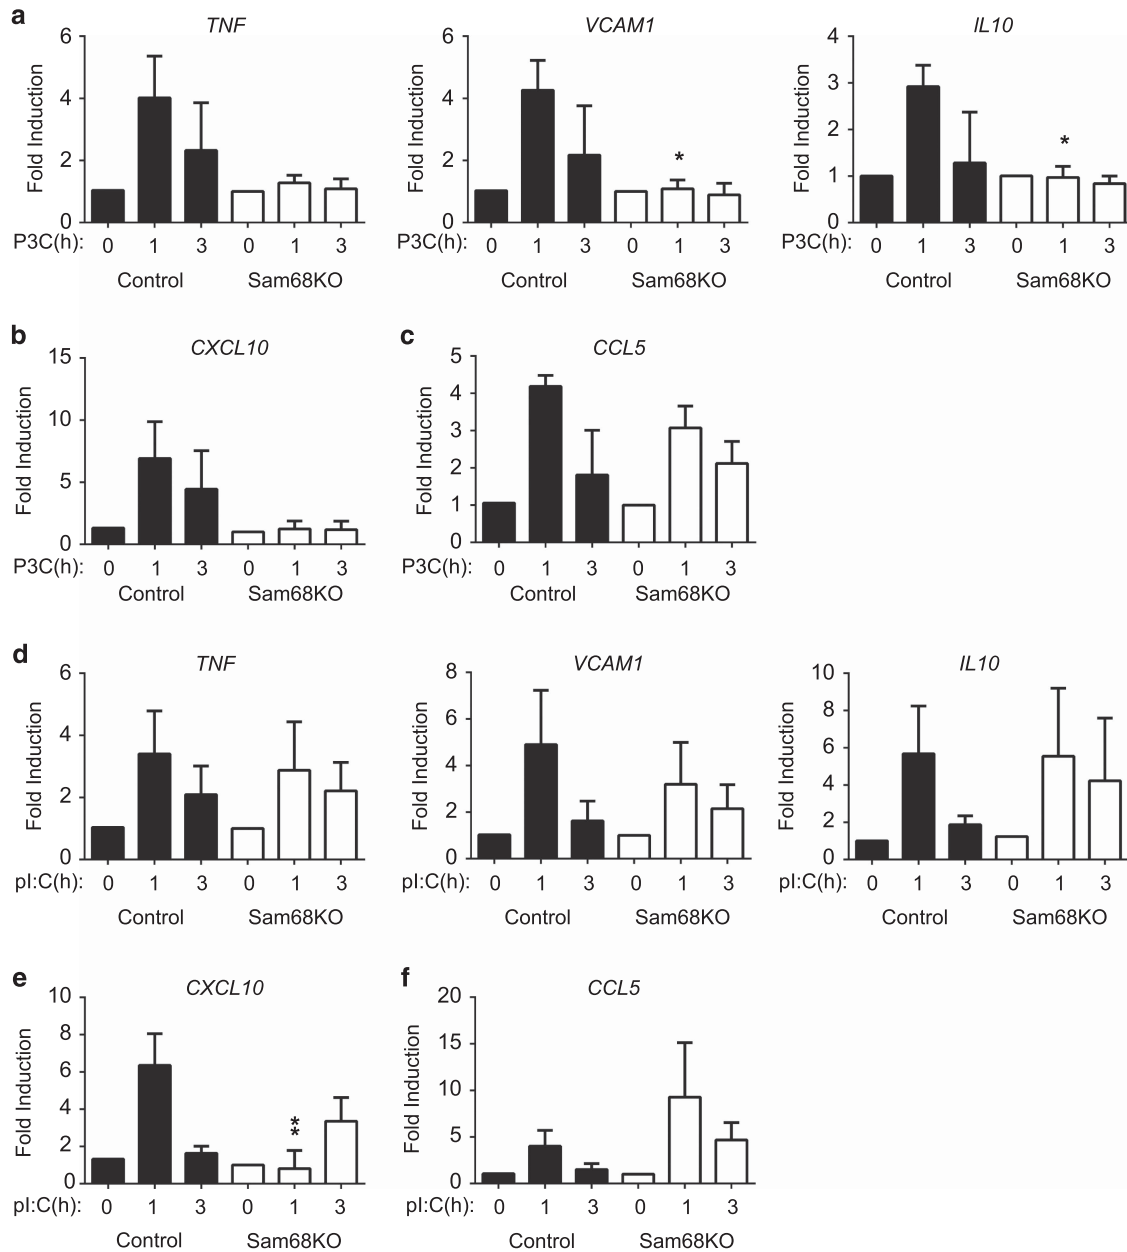 a
TNF
VCAM1
IL10
Fold Induction
6
4
2
0
Fold Induction
6
4
2
0
Fold Induction
4
3
2
1
0
P3C(h): 0 1 3 0 1 3
P3C(h): 0 1 3 0 1 3
P3C(h): 0 1 3 0 1 3
*
*
Control Sam68KO
Control Sam68KO
Control Sam68KO
b
CXCL10
Fold Induction
15
10
5
0
P3C(h): 0 1 3 0 1 3
Control Sam68KO
c
CCL5
Fold Induction
5
4
3
2
1
0
P3C(h): 0 1 3 0 1 3
Control Sam68KO
d
TNF
Fold Induction
6
4
2
0
pI:C(h): 0 1 3 0 1 3
Control Sam68KO
VCAM1
Fold Induction
8
6
4
2
0
pI:C(h): 0 1 3 0 1 3
Control Sam68KO
IL10
Fold Induction
10
8
6
4
2
0
pI:C(h): 0 1 3 0 1 3
Control Sam68KO
e
CXCL10
Fold Induction
10
8
6
4
2
0
**
pI:C(h): 0 1 3 0 1 3
Control Sam68KO
f
CCL5
Fold Induction
20
15
10
5
0
pI:C(h): 0 1 3 0 1 3
Control Sam68KO